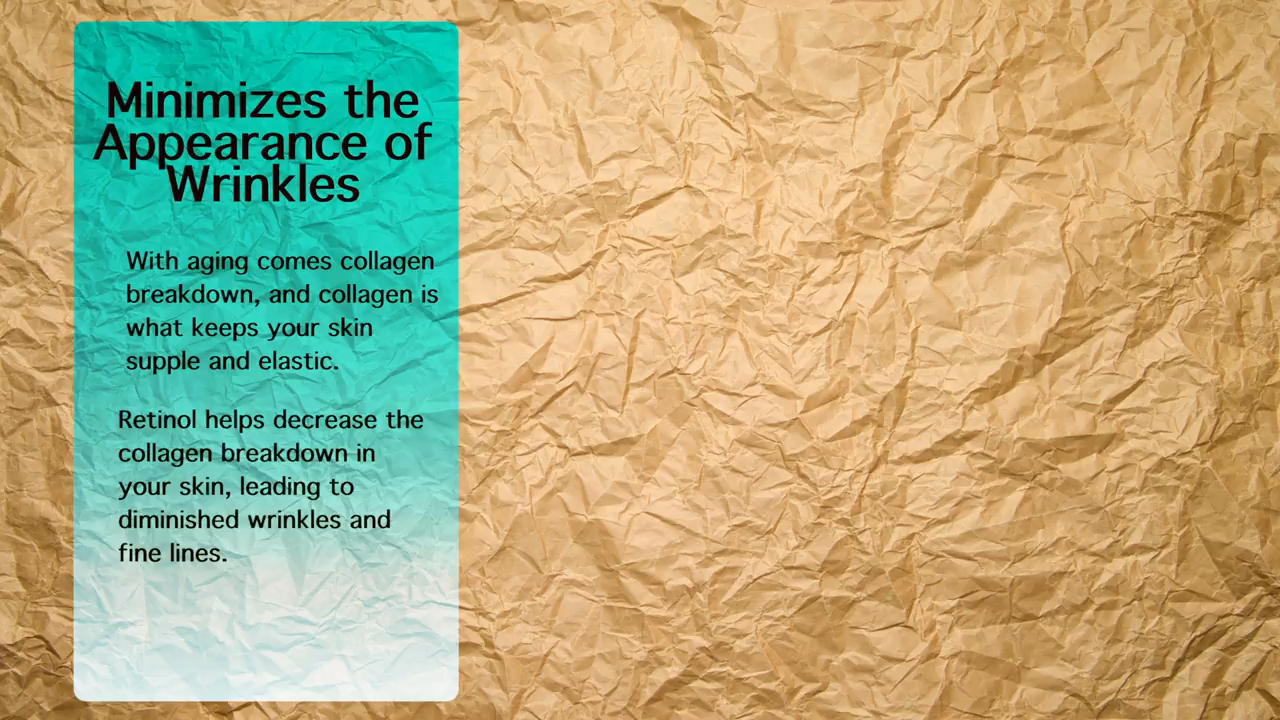 Minimizes the
Appearance of
Wrinkles
With aging comes collagen
breakdown, and collagen is
what keeps your skin
supple and elastic.
Retinol helps decrease the
collagen breakdown in
your skin, leading to
diminished wrinkles and
fine lines.